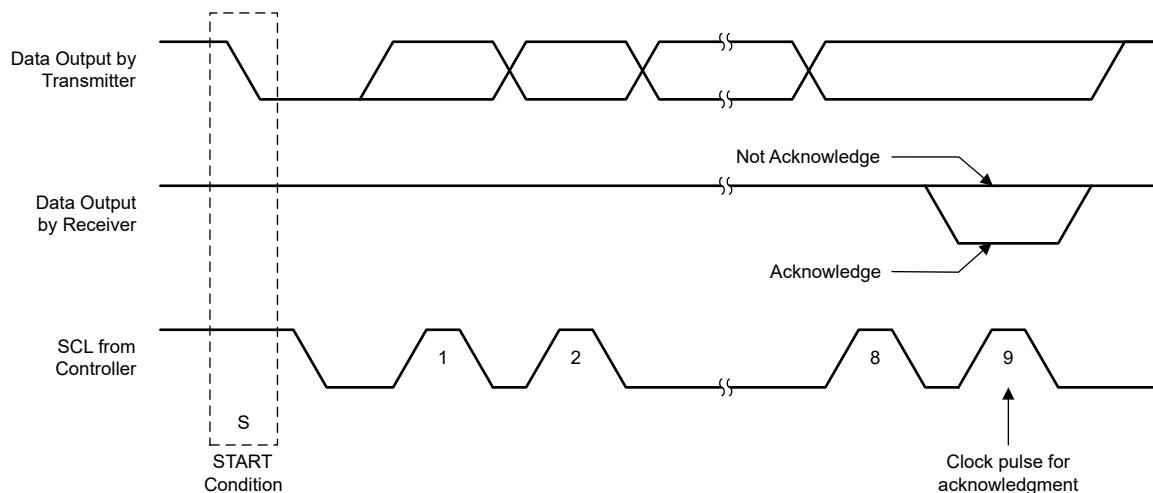 Data Output by
Transmitter
Not Acknowledge
Data Output
by Receiver
Acknowledge
SCL from
Controller
1
2
8
9
S
START
Condition
Clock pulse for
acknowledgment